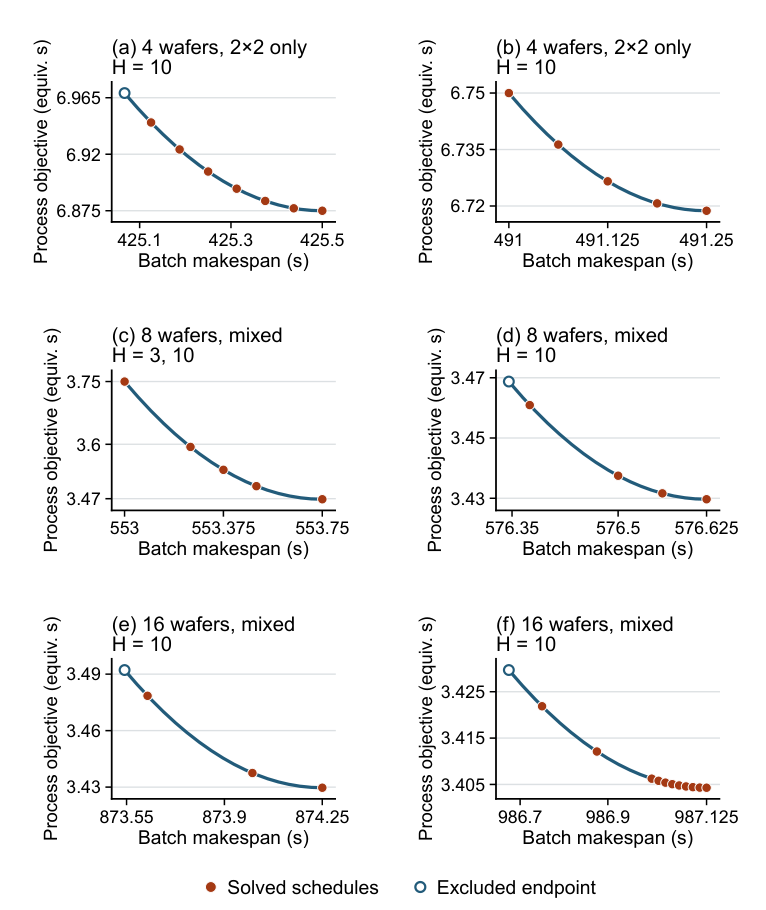 (a) 4 wafers, 2×2 only
H = 10
Process objective (equiv. s)
6.965
6.92
6.875
425.1
425.3
425.5
Batch makespan (s)
(b) 4 wafers, 2×2 only
H = 10
Process objective (equiv. s)
6.75
6.735
6.72
491
491.125
491.25
Batch makespan (s)
(c) 8 wafers, mixed
H = 3, 10
Process objective (equiv. s)
3.75
3.6
3.47
553
553.375
553.75
Batch makespan (s)
(d) 8 wafers, mixed
H = 10
Process objective (equiv. s)
3.47
3.45
3.43
576.35
576.5
576.625
Batch makespan (s)
(e) 16 wafers, mixed
H = 10
Process objective (equiv. s)
3.49
3.46
3.43
873.55
873.9
874.25
Batch makespan (s)
(f) 16 wafers, mixed
H = 10
Process objective (equiv. s)
3.425
3.415
3.405
986.7
986.9
987.125
Batch makespan (s)
Solved schedules
Excluded endpoint